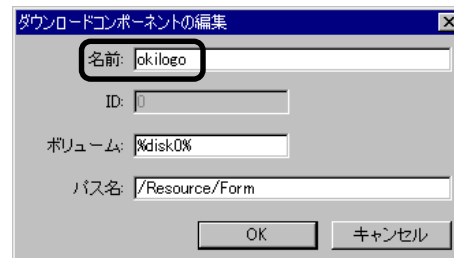 ダウンロードコンポーネントの編集
名前: okilogo
ID: 0
ボリューム: %disk0%
パス名: /Resource/Form
OK キャンセル